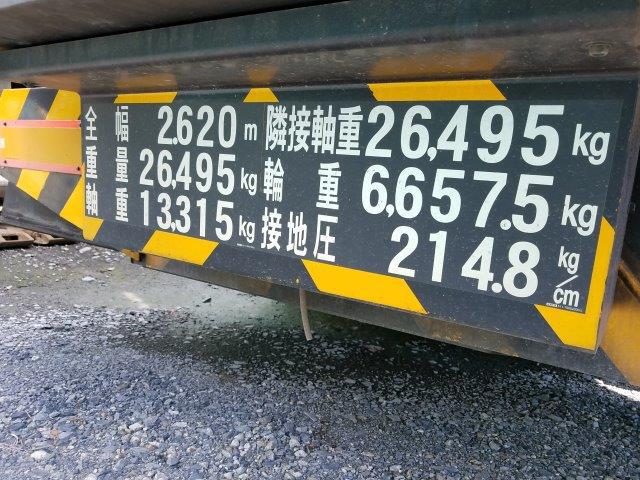 全幅 2.620 m
重量 26,495 kg
軸重 13,315 kg
隣接軸重 26,495 kg
輪重 6,657.5 kg
接地圧 214.8 kg/cm